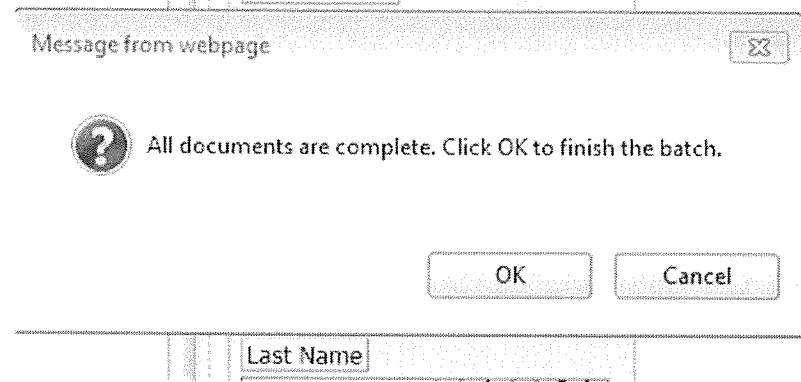 Message from webpage
All documents are complete. Click OK to finish the batch.
OK
Cancel
Last Name